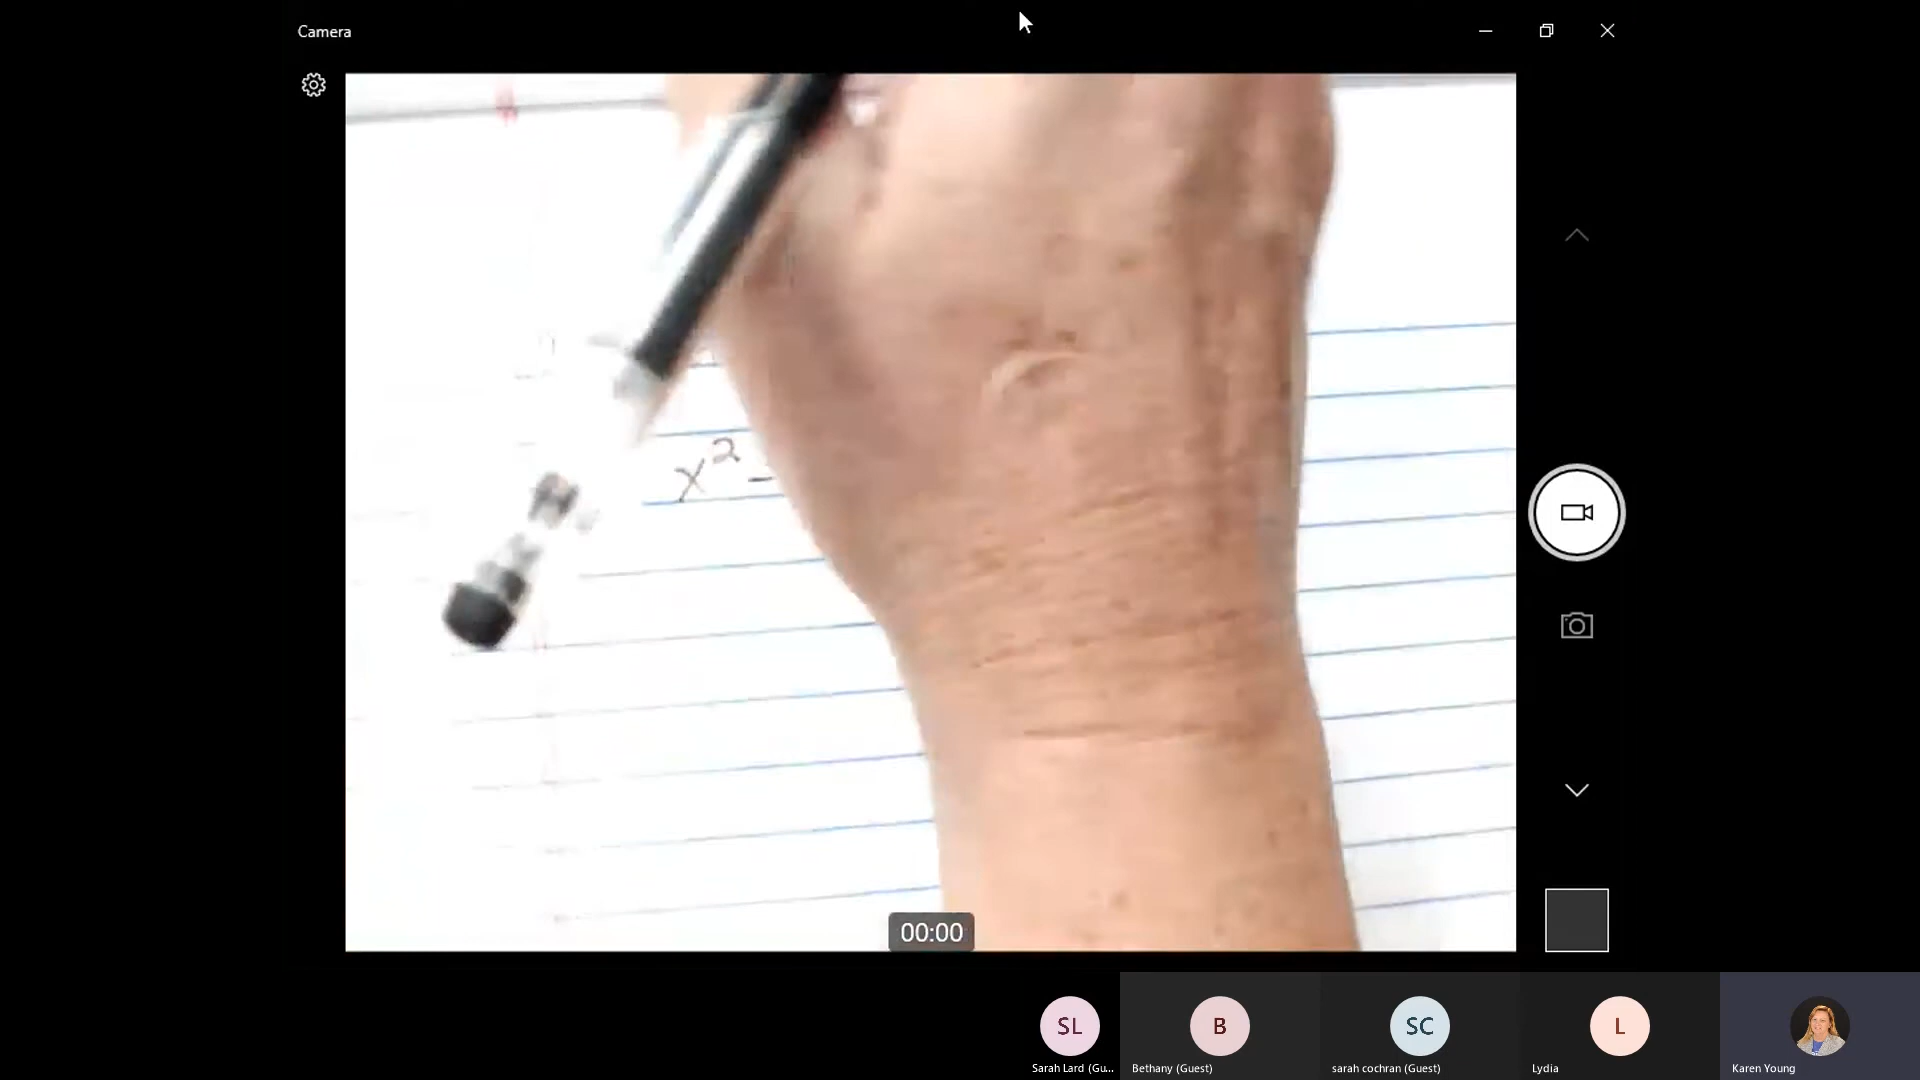 Camera
x² -
00:00
SL
B
SC
L
Sarah Lard (Gu...
Bethany (Guest)
sarah cochran (Guest)
Lydia
Karen Young